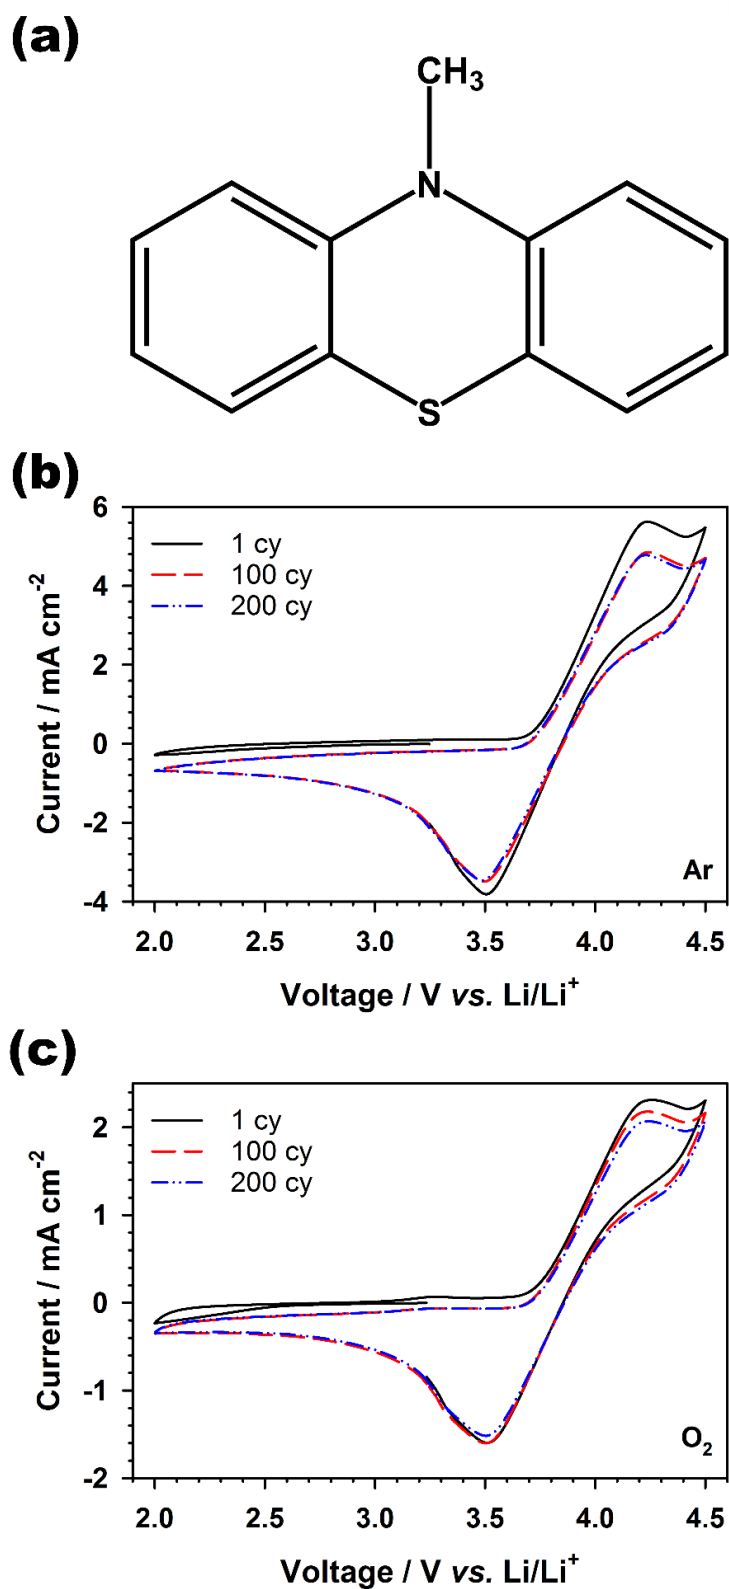 (a)
CH₃
N
S
(b)
6
4
2
0
-2
-4
Current / mA cm⁻²
1 cy
100 cy
200 cy
Ar
2.0 2.5 3.0 3.5 4.0 4.5
Voltage / V vs. Li/Li⁺
(c)
2
1
0
-1
-2
Current / mA cm⁻²
1 cy
100 cy
200 cy
O₂
2.0 2.5 3.0 3.5 4.0 4.5
Voltage / V vs. Li/Li⁺